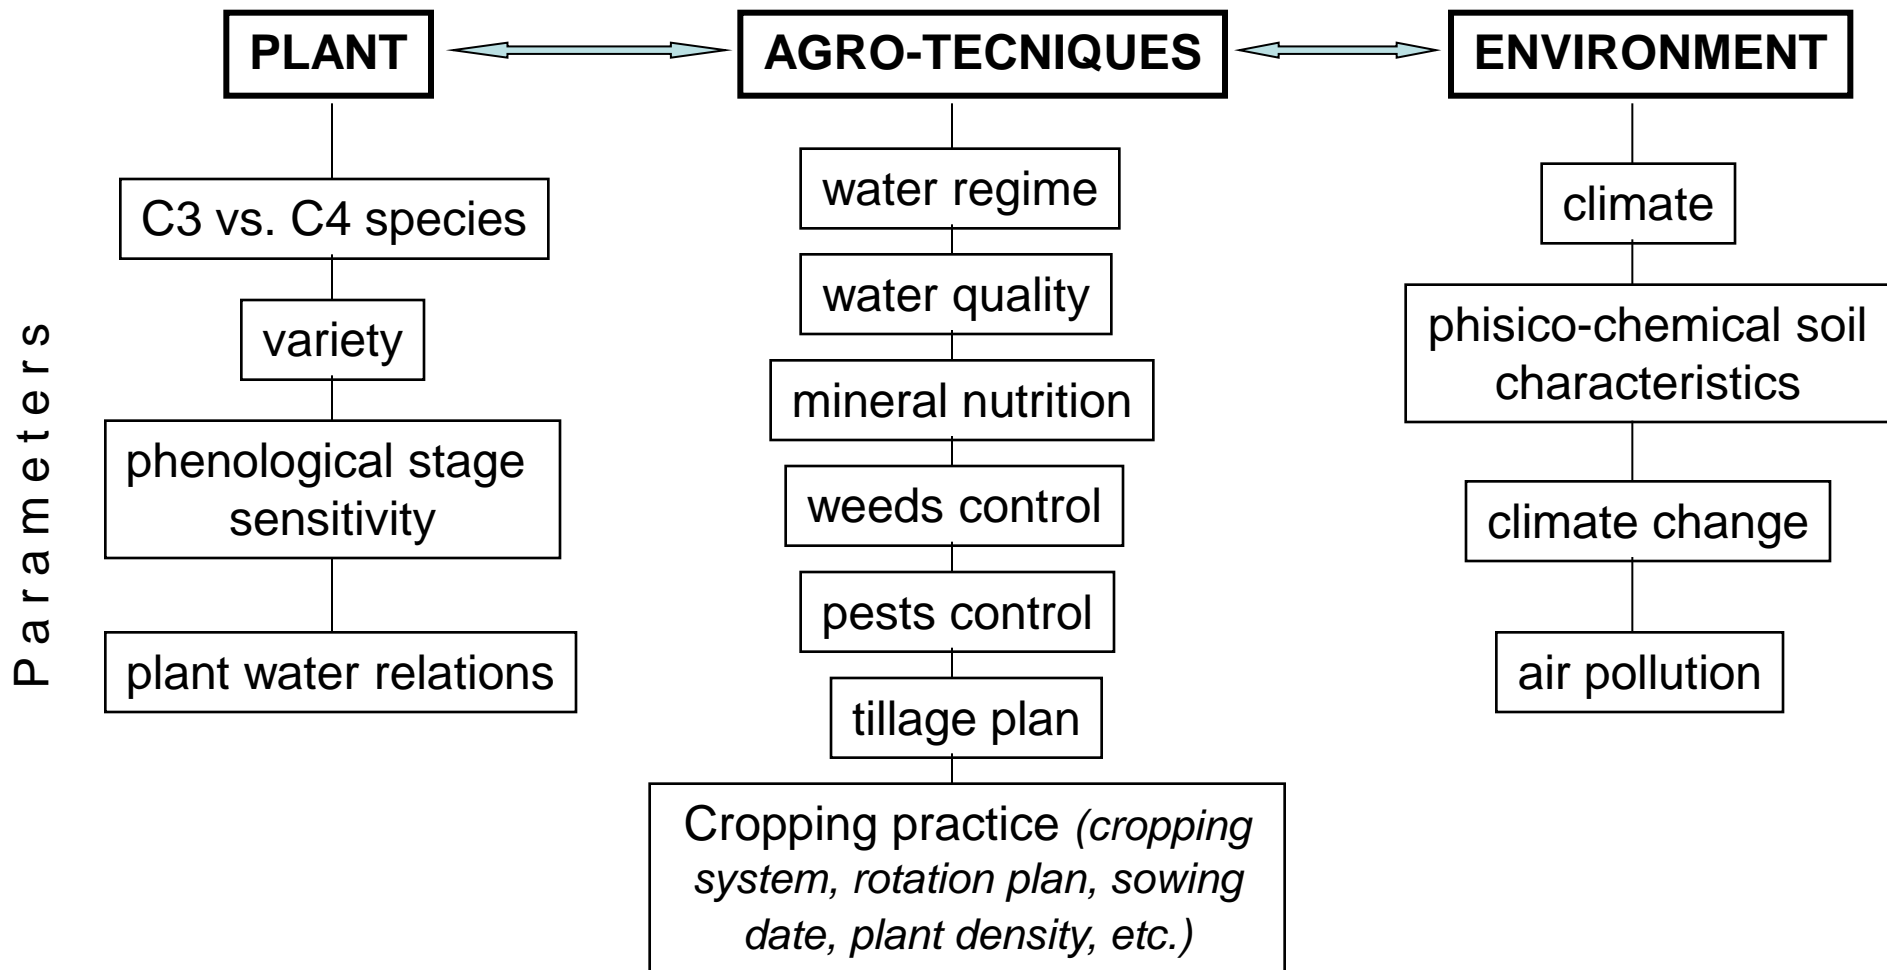 PLANT
AGRO-TECNIQUES
ENVIRONMENT
Parameters
C3 vs. C4 species
variety
phenological stage
sensitivity
plant water relations
water regime
water quality
mineral nutrition
weeds control
pests control
tillage plan
Cropping practice (cropping
system, rotation plan, sowing
date, plant density, etc.)
climate
phisico-chemical soil
characteristics
climate change
air pollution